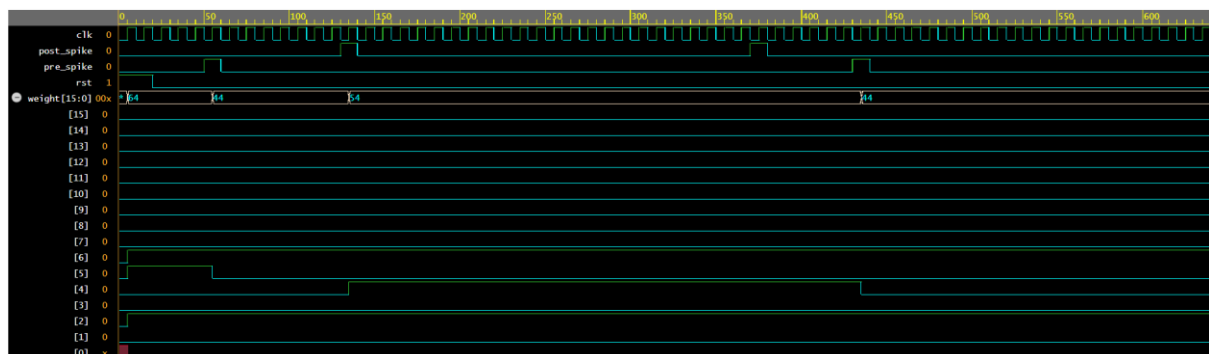 0 50 100 150 200 250 300 350 400 450 500 550 600
clk 0
post_spike 0
pre_spike 0
rst 1
weight[15:0] 00x * 64 44 54 44
[15] 0
[14] 0
[13] 0
[12] 0
[11] 0
[10] 0
[9] 0
[8] 0
[7] 0
[6] 0
[5] 0
[4] 0
[3] 0
[2] 0
[1] 0
[0] x